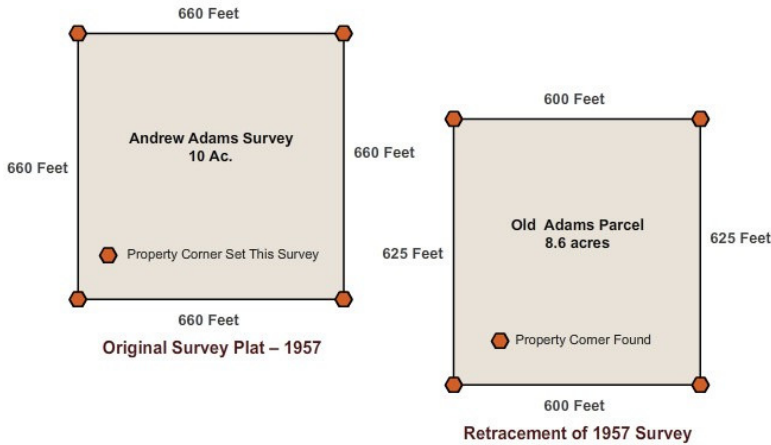 660 Feet
Andrew Adams Survey
10 Ac.
660 Feet
660 Feet
Property Corner Set This Survey
660 Feet
Original Survey Plat – 1957
600 Feet
Old Adams Parcel
8.6 acres
625 Feet
625 Feet
Property Corner Found
600 Feet
Retracement of 1957 Survey